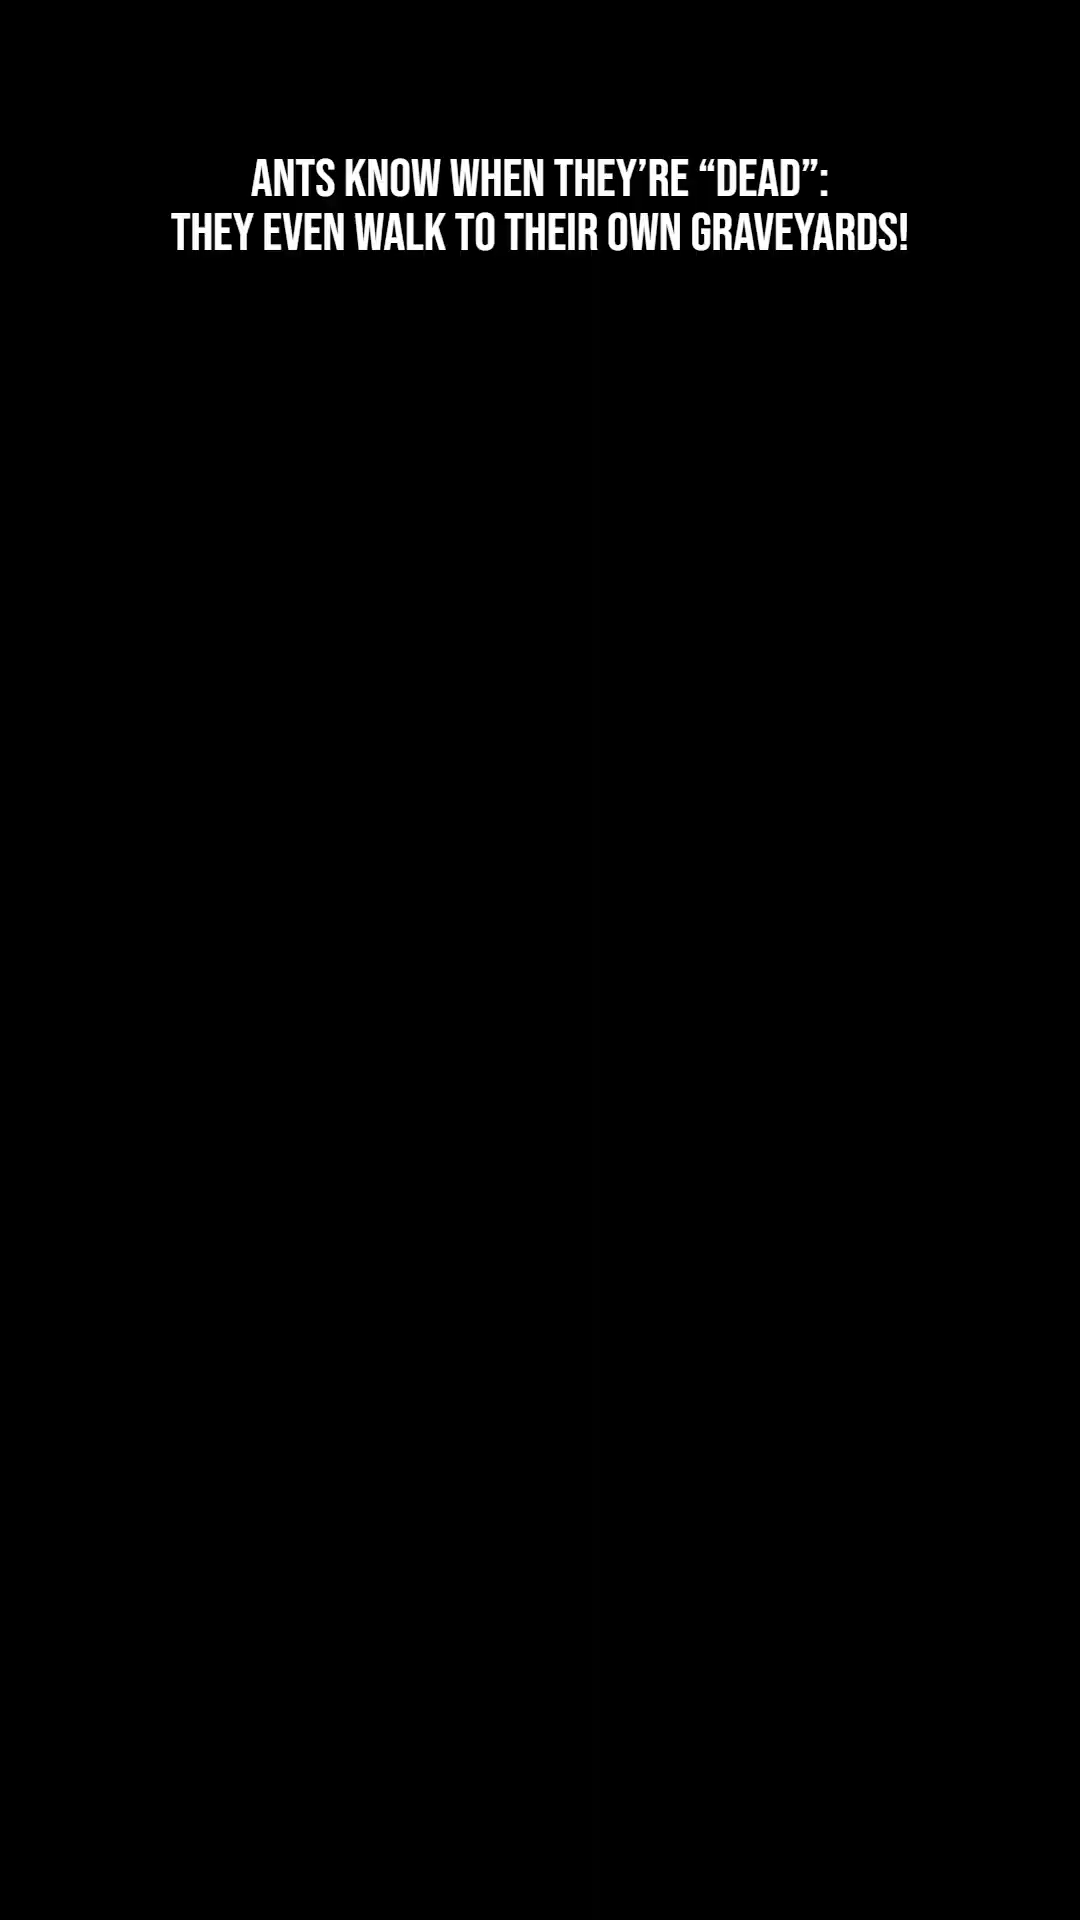 ANTS KNOW WHEN THEY’RE “DEAD”:
THEY EVEN WALK TO THEIR OWN GRAVEYARDS!